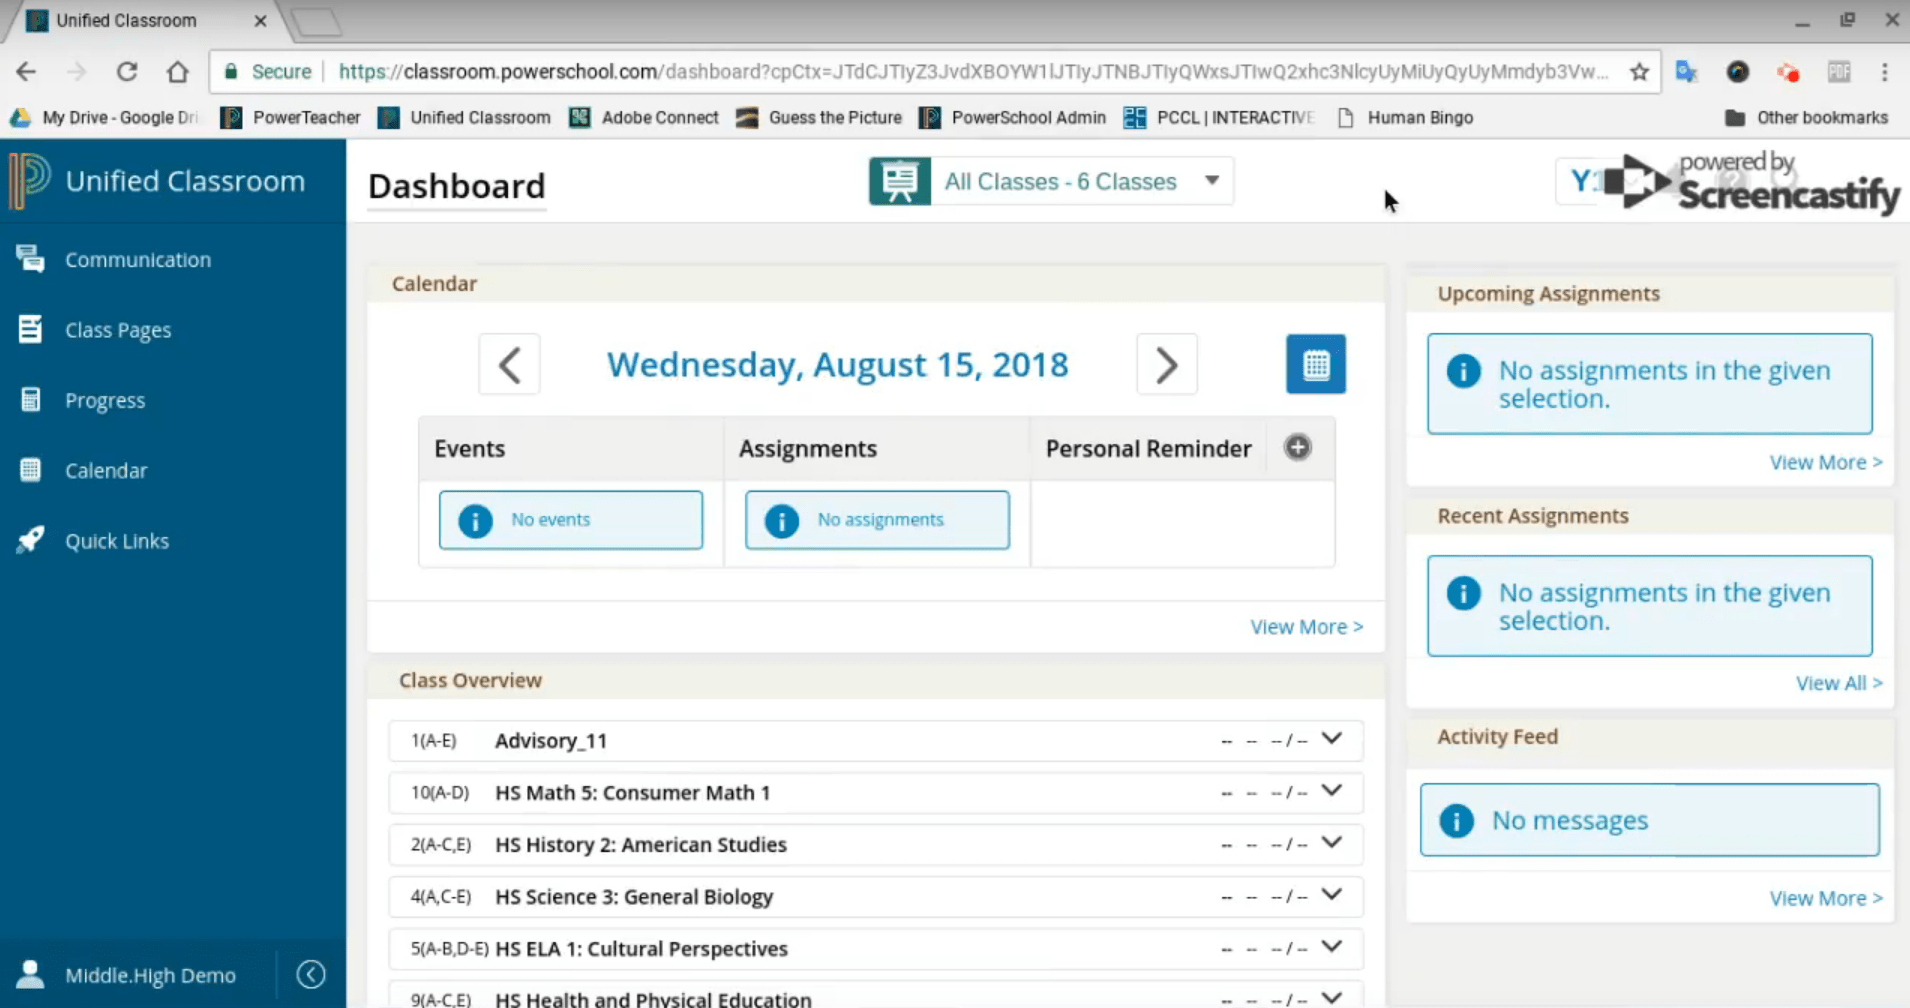 Unified Classroom
Secure
https://classroom.powerschool.com/dashboard?cpCtx=JTdCJTIyZ3JvdXBOYW1lJTIyJTNBJTIyQWxsJTIwQ2xhc3NlcyUyMiUyQyUyMmdyb3Vw...
My Drive - Google Dri
PowerTeacher
Unified Classroom
Adobe Connect
Guess the Picture
PowerSchool Admin
PCCL | INTERACTIVE
Human Bingo
Other bookmarks
Unified Classroom
Dashboard
All Classes - 6 Classes
powered by
Screencastify
Communication
Class Pages
Progress
Calendar
Quick Links
Middle.High Demo
Calendar
Wednesday, August 15, 2018
Events
Assignments
Personal Reminder
No events
No assignments
View More >
Class Overview
1(A-E) Advisory_11 -- -- -- / --
10(A-D) HS Math 5: Consumer Math 1 -- -- -- / --
2(A-C,E) HS History 2: American Studies -- -- -- / --
4(A,C-E) HS Science 3: General Biology -- -- -- / --
5(A-B,D-E) HS ELA 1: Cultural Perspectives -- -- -- / --
9(A-C,E) HS Health and Physical Education -- -- -- / --
Upcoming Assignments
No assignments in the given
selection.
View More >
Recent Assignments
No assignments in the given
selection.
View All >
Activity Feed
No messages
View More >